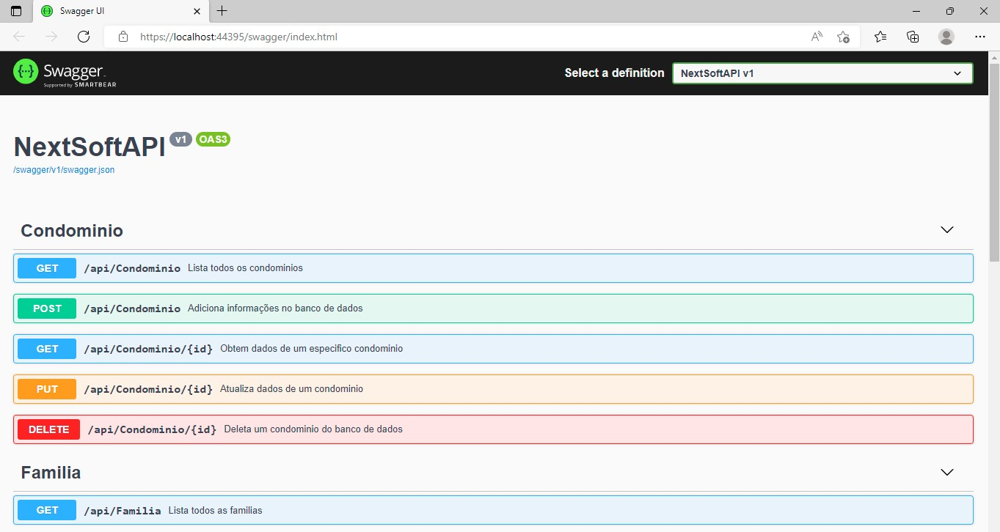 Swagger UI
https://localhost:44395/swagger/index.html
Swagger
Supported by SMARTBEAR
Select a definition
NextSoftAPI v1
NextSoftAPI v1 OAS3
/swagger/v1/swagger.json
Condominio
GET /api/Condominio Lista todos os condominios
POST /api/Condominio Adiciona informações no banco de dados
GET /api/Condominio/{id} Obtem dados de um especifico condominio
PUT /api/Condominio/{id} Atualiza dados de um condominio
DELETE /api/Condominio/{id} Deleta um condominio do banco de dados
Familia
GET /api/Familia Lista todos as familias